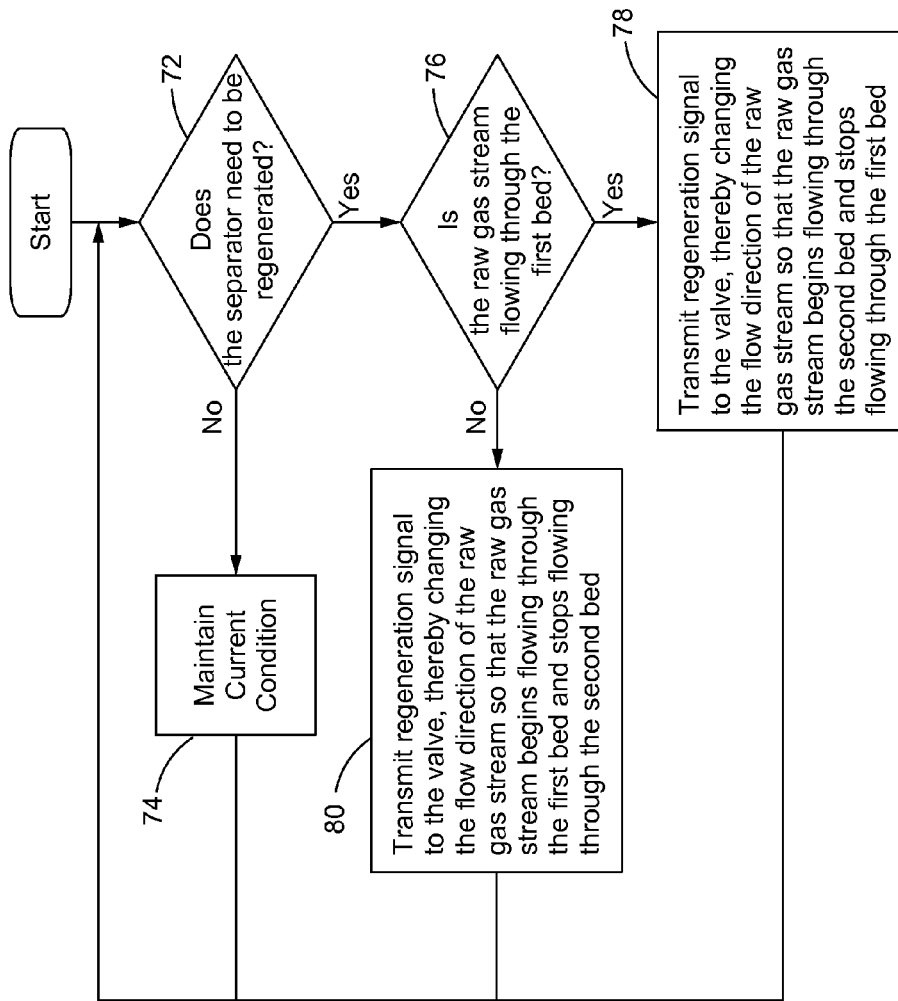 Start
72
Does
the separator need to be
regenerated?
No
Yes
Maintain
Current
Condition
74
76
Is
the raw gas stream
flowing through the
first bed?
No
Yes
80
Transmit regeneration signal
to the valve, thereby changing
the flow direction of the raw
gas stream so that the raw gas
stream begins flowing through
the first bed and stops flowing
through the second bed
78
Transmit regeneration signal
to the valve, thereby changing
the flow direction of the raw
gas stream so that the raw gas
stream begins flowing through
the second bed and stops
flowing through the first bed